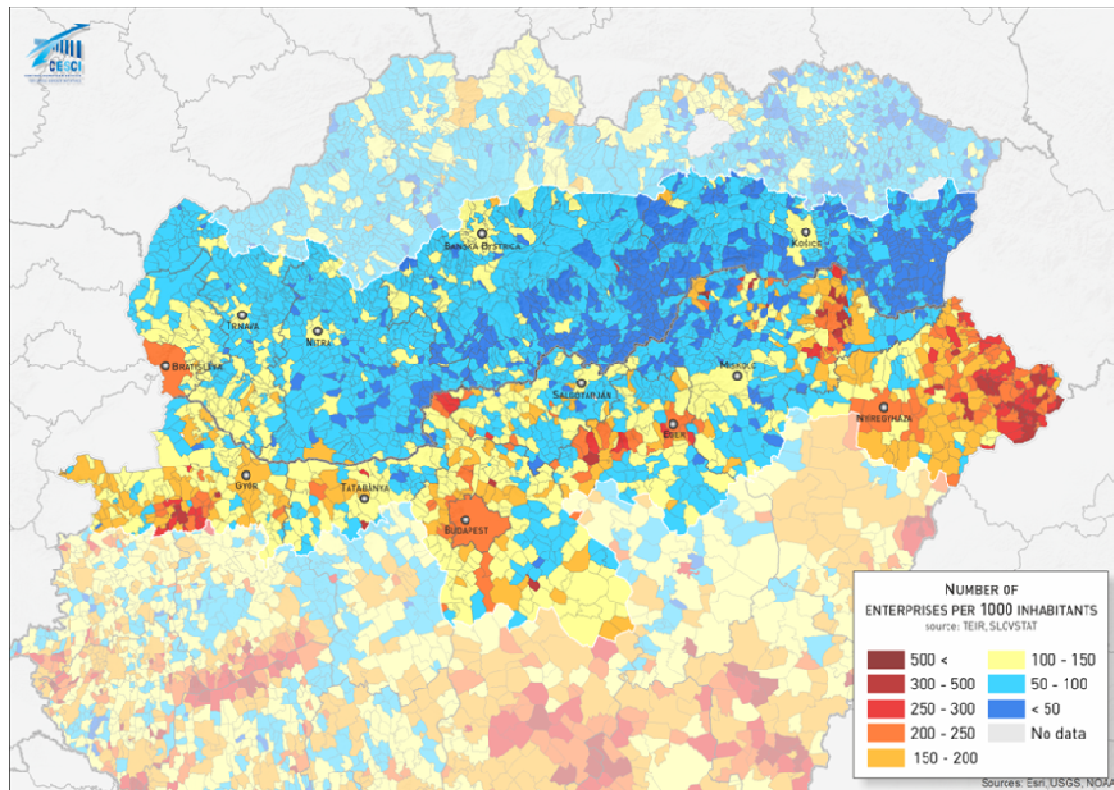 CESCI
BANSKÁ BYSTRICA
KOŠICE
TRNAVA
NITRA
BRATISLAVA
MISKOLC
SALGÓTARJÁN
NYÍREGYHÁZA
EGER
GYŐR
TATABÁNYA
BUDAPEST
NUMBER OF
ENTERPRISES PER 1000 INHABITANTS
source: TEIR, SLOVSTAT
500 <
300 - 500
250 - 300
200 - 250
150 - 200
100 - 150
50 - 100
< 50
No data
Sources: Esri, USGS, NOAA